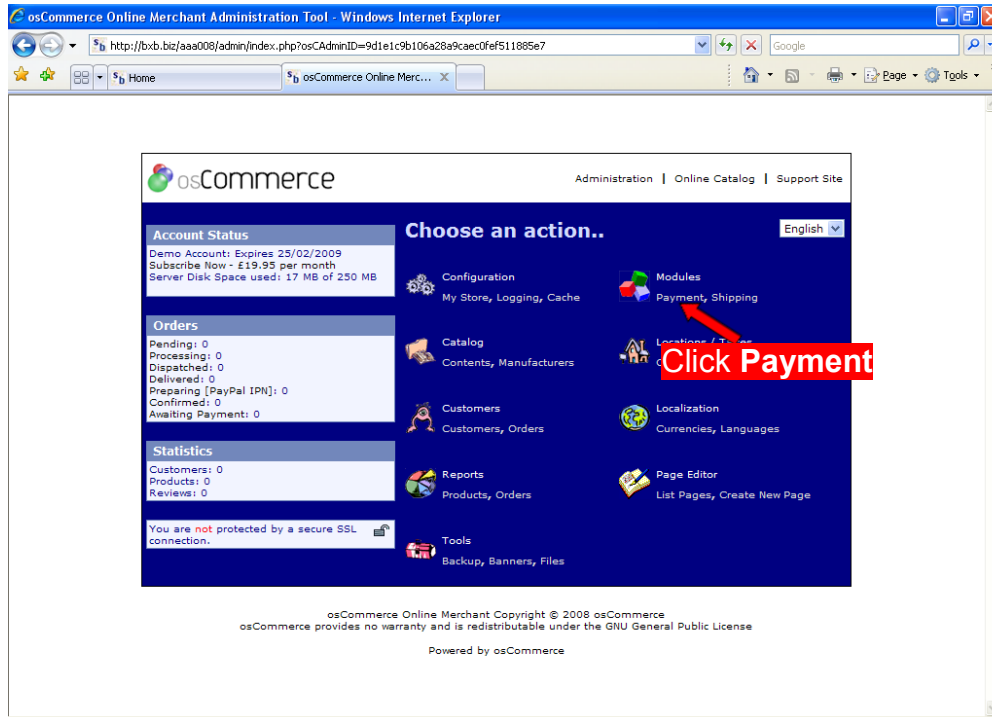 osCommerce Online Merchant Administration Tool - Windows Internet Explorer
http://bxb.biz/aaa008/admin/index.php?osCAdminID=9d1e1c9b106a28a9caec0fef511885e7
Google
Home
osCommerce Online Merc...
Page
Tools
osCommerce
Administration | Online Catalog | Support Site
Choose an action..
English
Account Status
Demo Account: Expires 25/02/2009
Subscribe Now - £19.95 per month
Server Disk Space used: 17 MB of 250 MB
Orders
Pending: 0
Processing: 0
Dispatched: 0
Delivered: 0
Preparing [PayPal IPN]: 0
Confirmed: 0
Awaiting Payment: 0
Statistics
Customers: 0
Products: 0
Reviews: 0
You are not protected by a secure SSL
connection.
Configuration
My Store, Logging, Cache
Modules
Payment, Shipping
Catalog
Contents, Manufacturers
Click Payment
Customers
Customers, Orders
Localization
Currencies, Languages
Reports
Products, Orders
Page Editor
List Pages, Create New Page
Tools
Backup, Banners, Files
osCommerce Online Merchant Copyright © 2008 osCommerce
osCommerce provides no warranty and is redistributable under the GNU General Public License
Powered by osCommerce